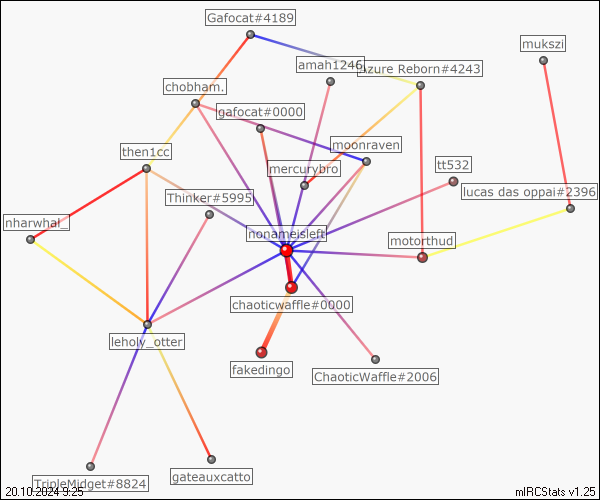 Gafocat#4189
mukszi
amah1246
Azure Reborn#4243
chobham.
gafocat#0000
moonraven
then1cc
mercurybro
tt532
Thinker#5995
lucas das oppai#2396
nharwhal_
nonameisleft
motorthud
chaoticwaffle#0000
leholy_otter
fakedingo
ChaoticWaffle#2006
TripleMidget#8824
gateauxcatto
20.10.2024 9:25
mIRCStats v1.25